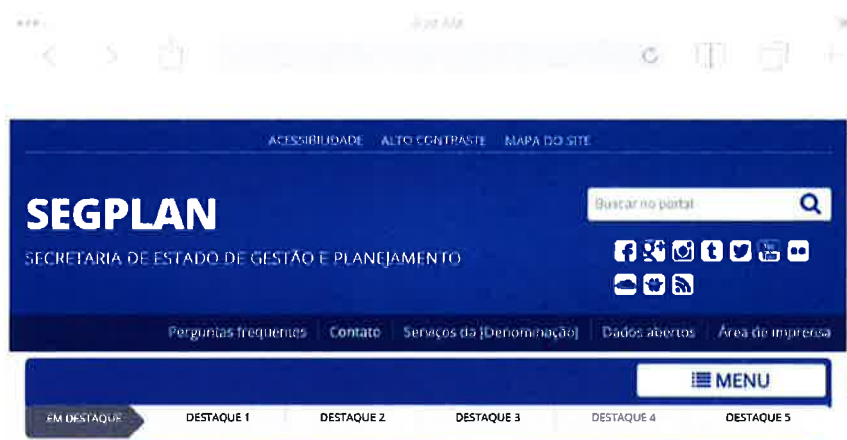 ACESSIBILIDADE ALTO CONTRASTE MAPA DO SITE
SEGPLAN
Buscar no portal
SECRETARIA DE ESTADO DE GESTÃO E PLANEJAMENTO
Perguntas frequentes Contato Serviços da [Denominação] Dados abertos Área de imprensa
MENU
EM DESTAQUE DESTAQUE 1 DESTAQUE 2 DESTAQUE 3 DESTAQUE 4 DESTAQUE 5